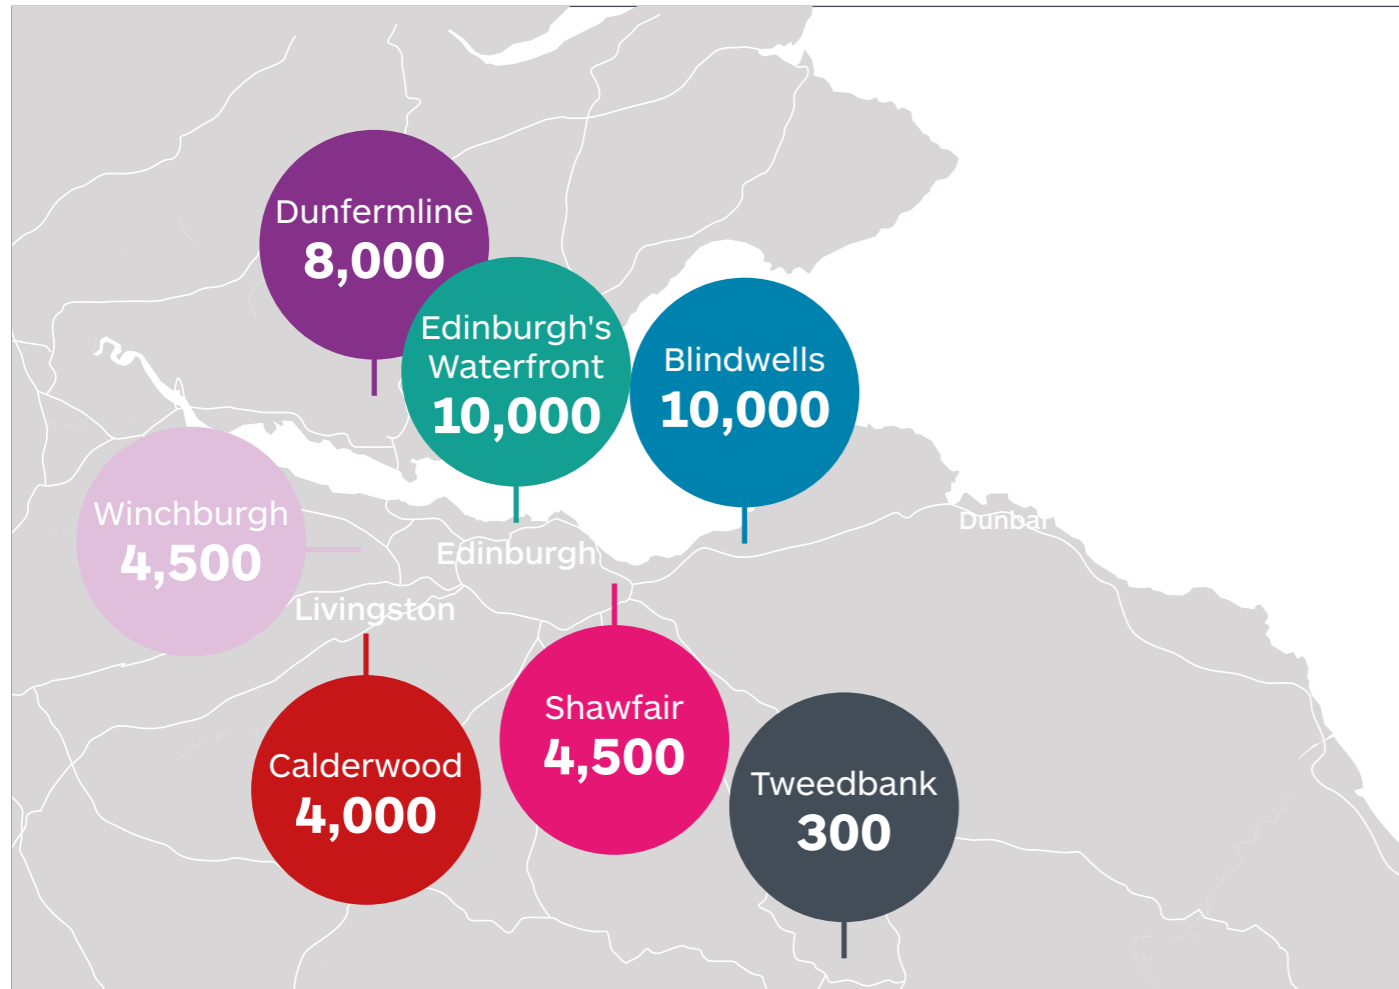 Dunfermline
8,000
Edinburgh's
Waterfront
10,000
Blindwells
10,000
Winchburgh
4,500
Dunbar
Edinburgh
Livingston
Shawfair
4,500
Calderwood
4,000
Tweedbank
300